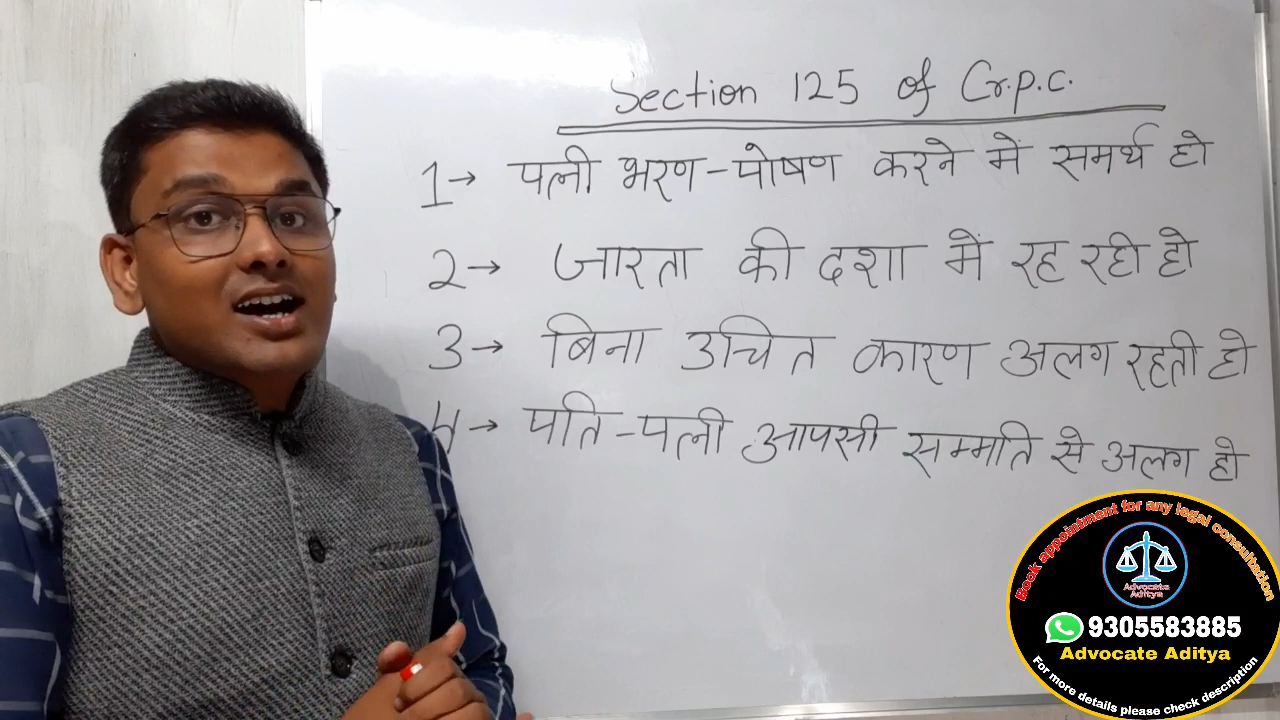 Section 125 of Cr.p.c.
1→ पत्नी भरण-पोषण करने में समर्थ हो
2→ जारता की दशा में रह रही हो
3→ बिना उचित कारण अलग रहती हो
4→ पति-पत्नी आपसी सम्मति से अलग हो
Book appointment for any legal consultation
Advocate
Aditya
9305583885
Advocate Aditya
For more details please check description